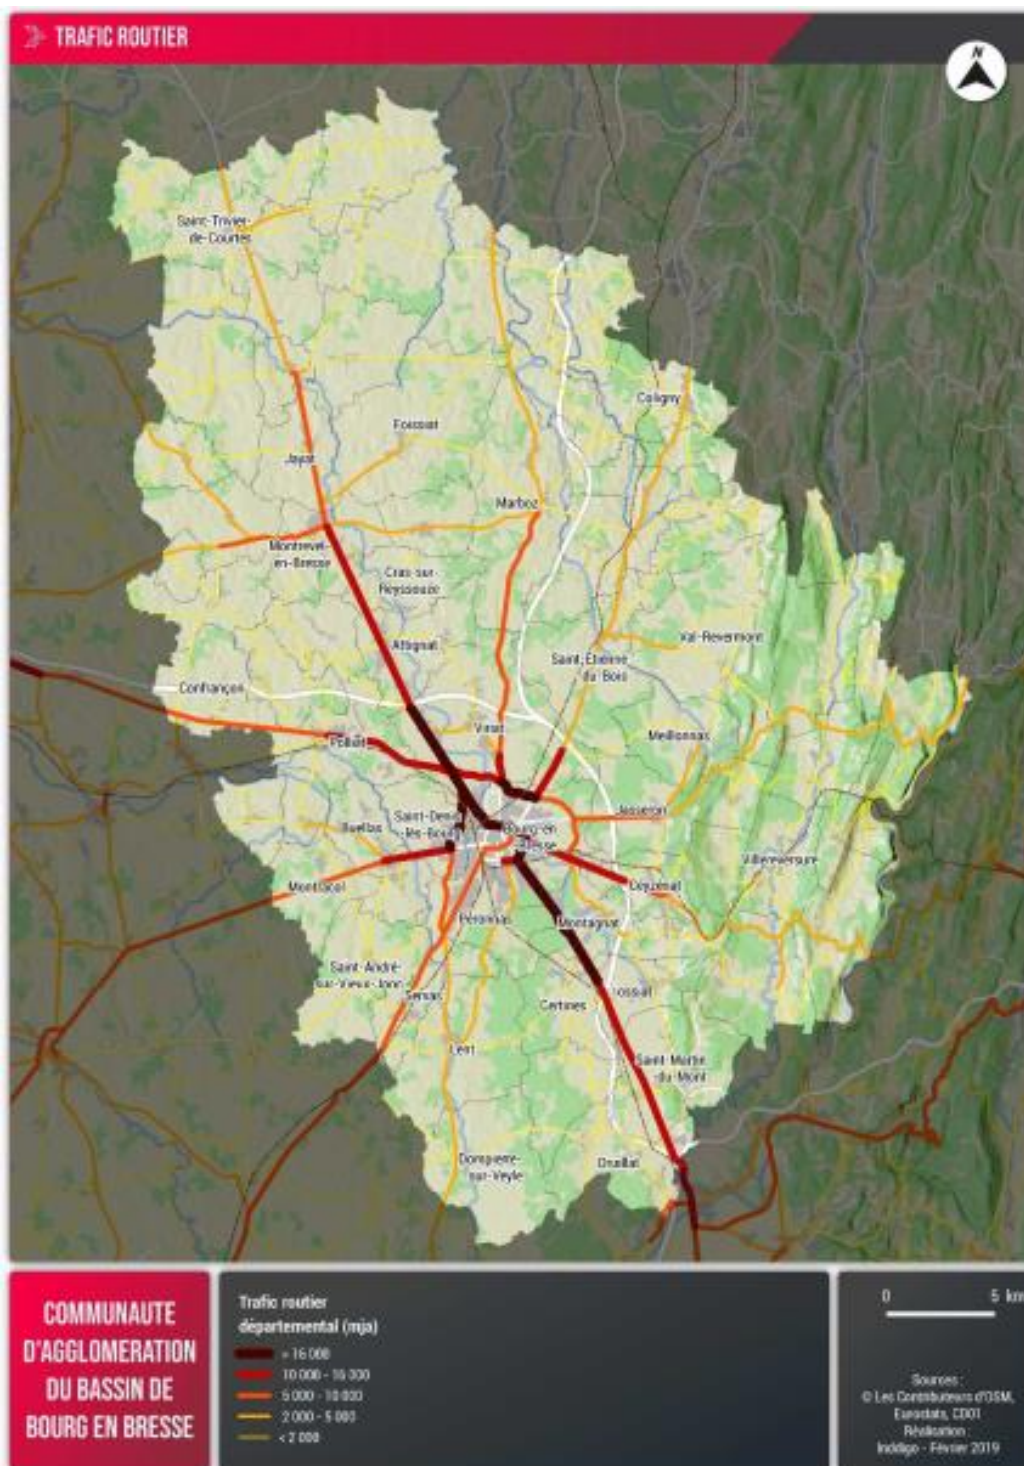 TRAFIC ROUTIER
N
Saint-Trivier-
de-Courtes
Coligny
Foissiat
Jayat
Marboz
Montrevel-
en-Bresse
Cras-sur-
Reyssouze
Attignat
Val-Revermont
Saint-Étienne
du-Bois
Confrançon
Viriat
Meillonnas
Polliat
Jasseron
Saint-Denis
-lès-Bourg
Bourg-en
-Bresse
Buellas
Villereversure
Montracol
Ceyzériat
Péronnas
Montagnat
Saint-André-
sur-Vieux-Jonc
Servas
Certines
Tossiat
Lent
Saint-Martin
-du-Mont
Dompierre-
sur-Veyle
Druillat
COMMUNAUTE
D'AGGLOMERATION
DU BASSIN DE
BOURG EN BRESSE
Trafic routier
départemental (mja)
> 16 000
10 000 - 16 000
5 000 - 10 000
2 000 - 5 000
< 2 000
0 5 km
Sources :
© Les Contributeurs d'OSM,
Eurostats, CD01
Réalisation :
Inddigo - Février 2019